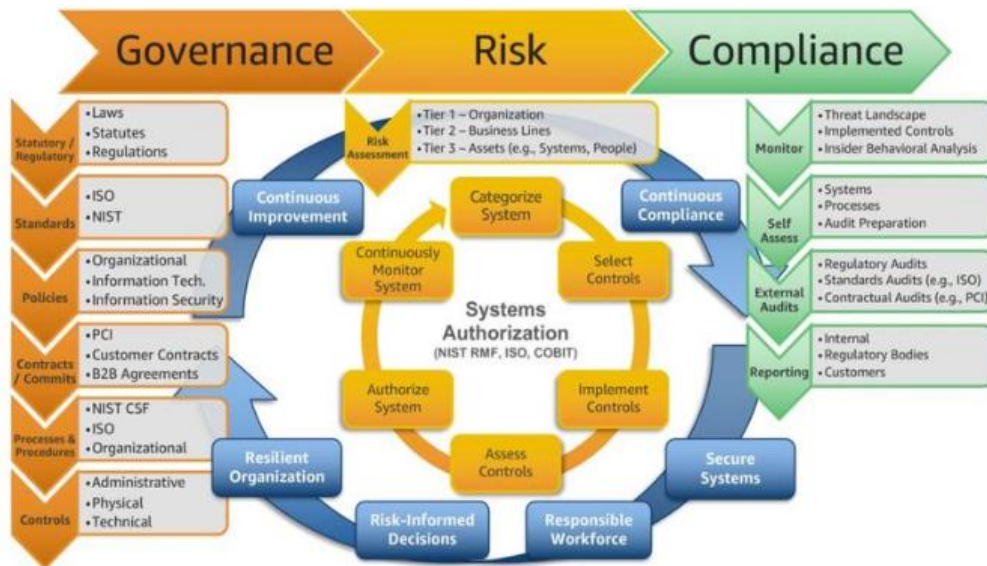 Governance
Risk
Compliance
Statutory /
Regulatory
• Laws
• Statutes
• Regulations
Standards
• ISO
• NIST
Policies
• Organizational
• Information Tech.
• Information Security
Contracts
/ Commits
• PCI
• Customer Contracts
• B2B Agreements
Processes &
Procedures
• NIST CSF
• ISO
• Organizational
Controls
• Administrative
• Physical
• Technical
Risk
Assessment
• Tier 1 – Organization
• Tier 2 – Business Lines
• Tier 3 – Assets (e.g., Systems, People)
Continuous
Improvement
Continuous
Compliance
Categorize
System
Continuously
Monitor
System
Select
Controls
Systems
Authorization
(NIST RMF, ISO, COBIT)
Authorize
System
Implement
Controls
Assess
Controls
Resilient
Organization
Secure
Systems
Risk-Informed
Decisions
Responsible
Workforce
Monitor
• Threat Landscape
• Implemented Controls
• Insider Behavioral Analysis
Self
Assess
• Systems
• Processes
• Audit Preparation
External
Audits
• Regulatory Audits
• Standards Audits (e.g., ISO)
• Contractual Audits (e.g., PCI)
Reporting
• Internal
• Regulatory Bodies
• Customers